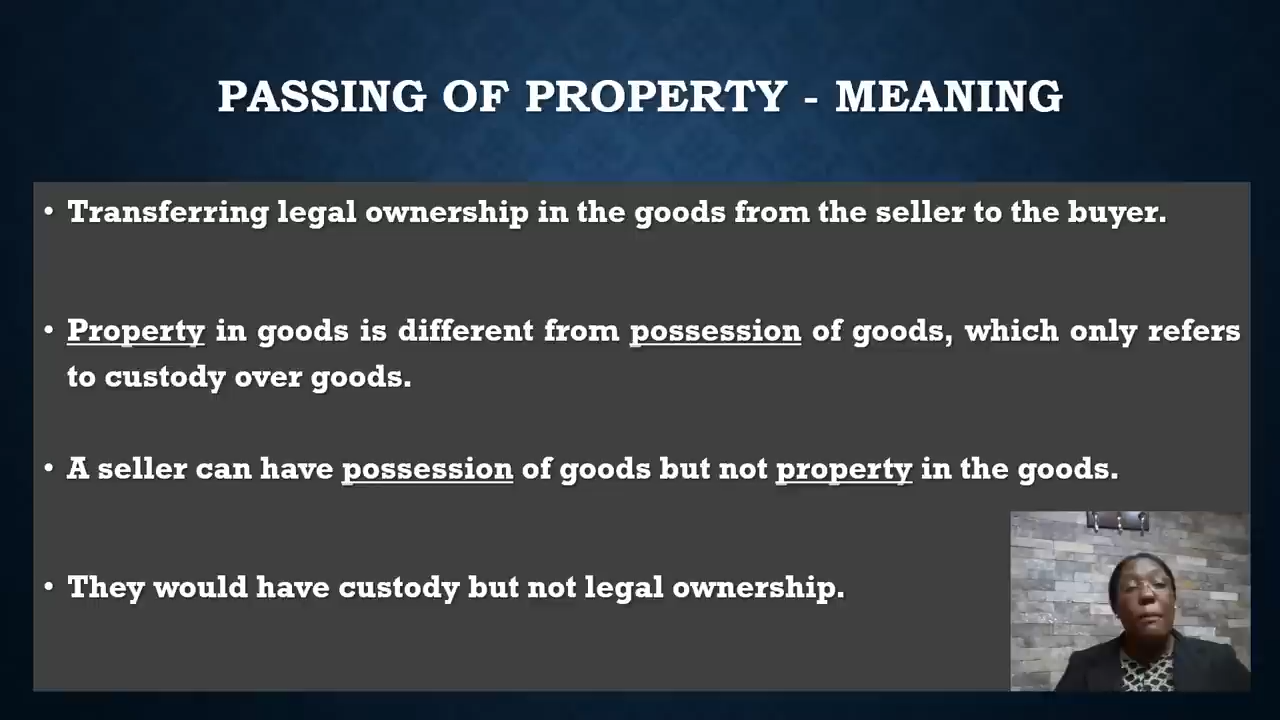 PASSING OF PROPERTY - MEANING
• Transferring legal ownership in the goods from the seller to the buyer.
• Property in goods is different from possession of goods, which only refers
to custody over goods.
• A seller can have possession of goods but not property in the goods.
• They would have custody but not legal ownership.